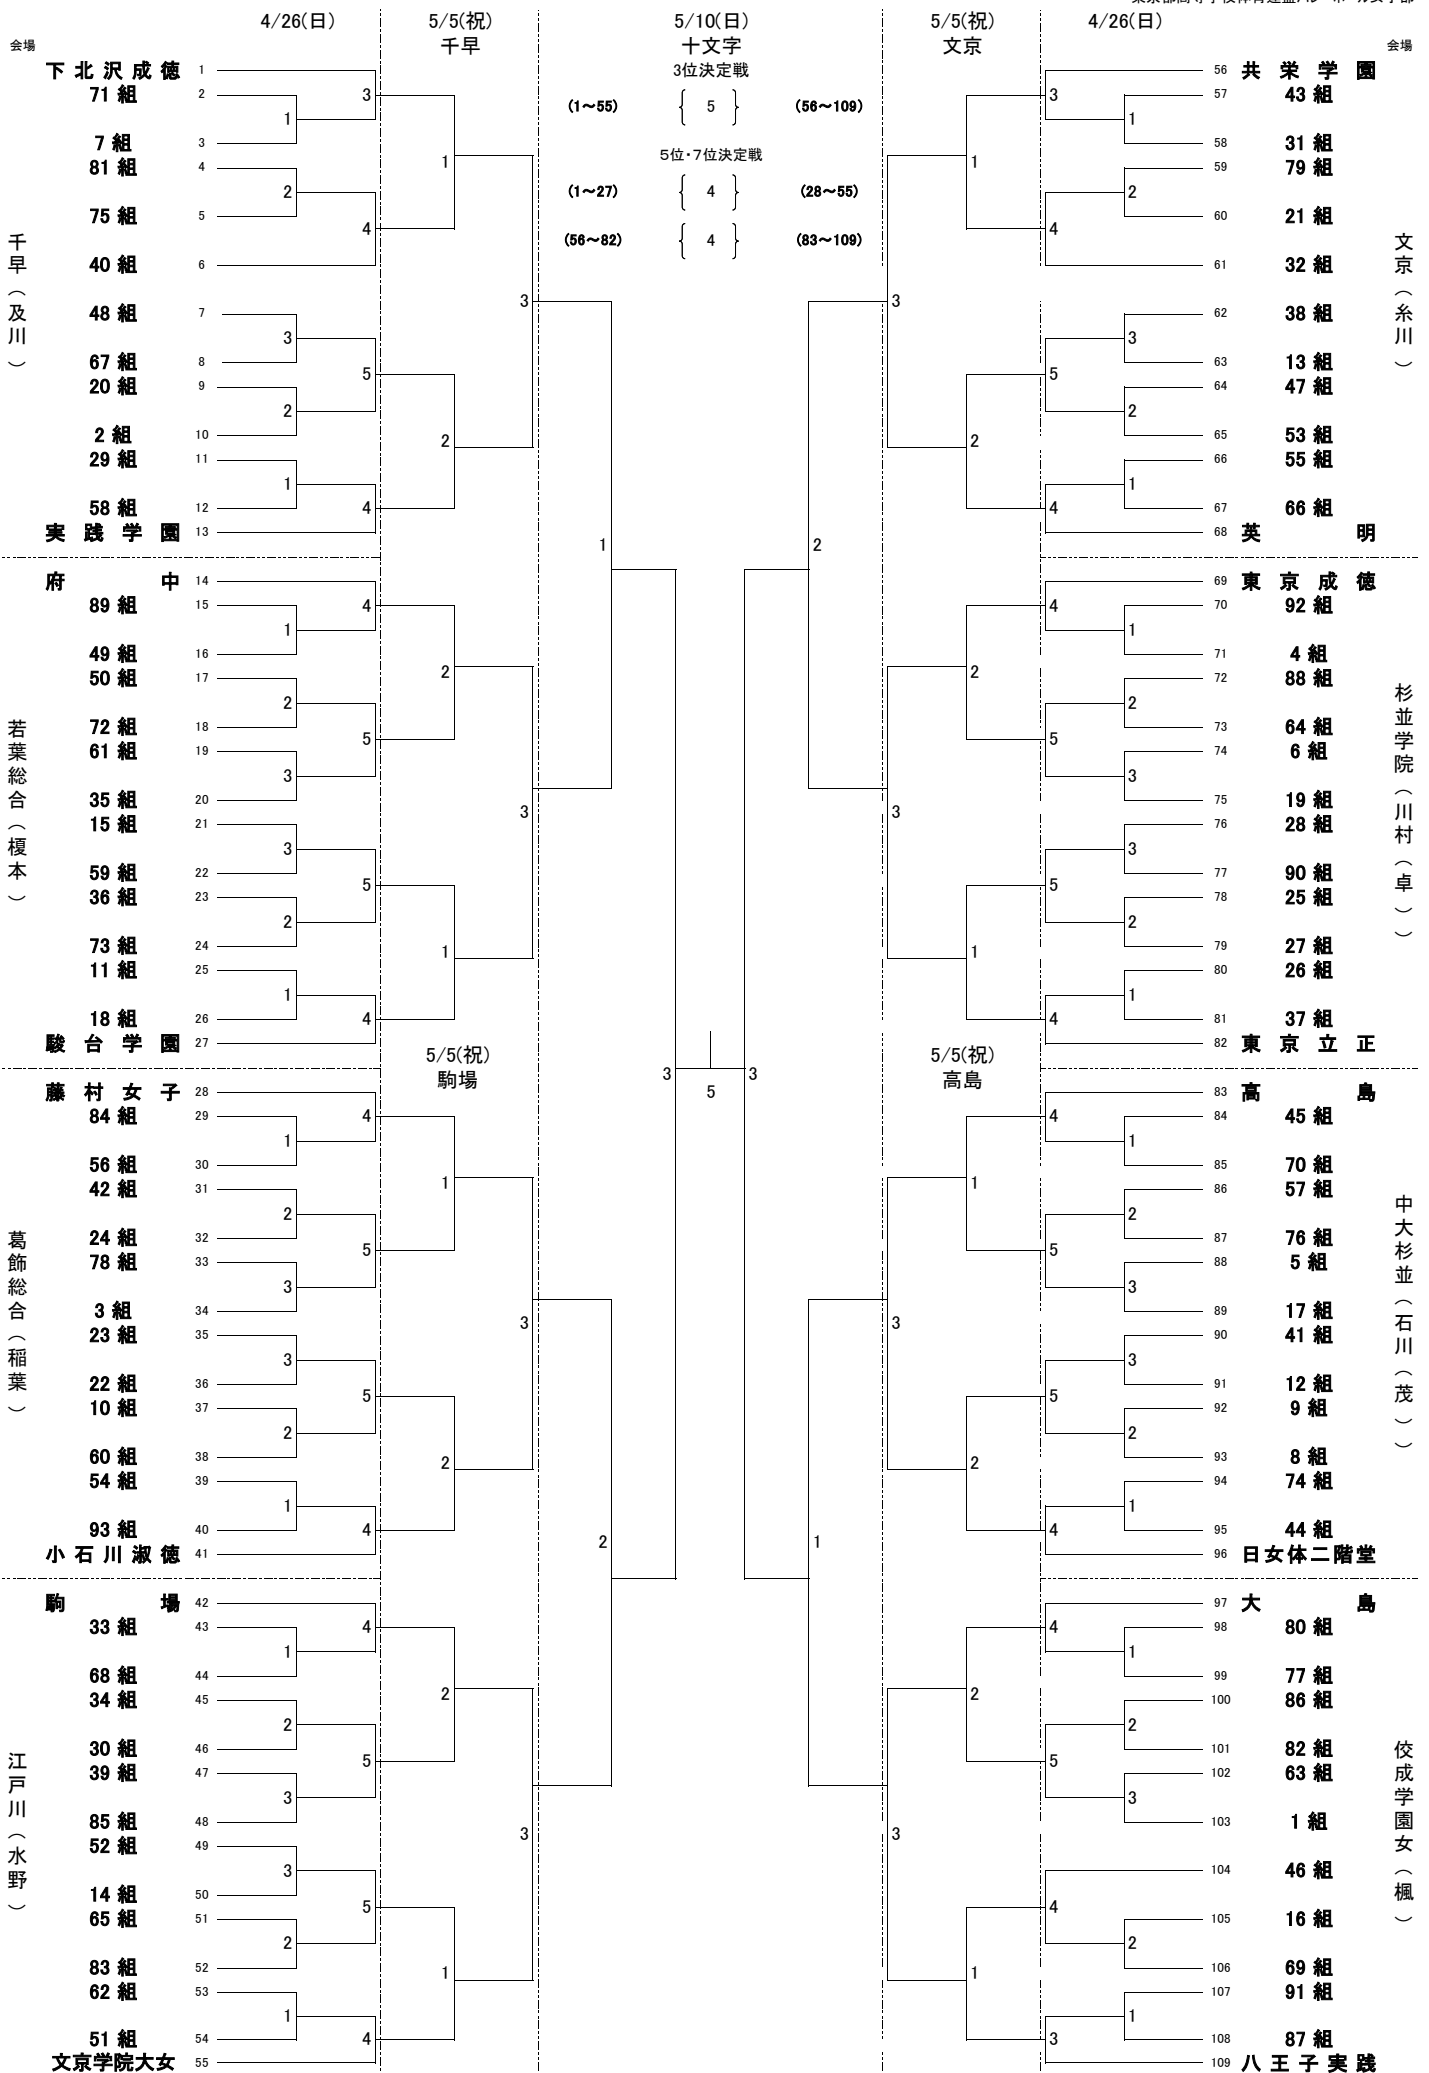 4/26(日) 5/5(祝) 5/10(日) 5/5(祝) 4/26(日)
千早 十文字 文京
会場 会場
3位決定戦
(1～55) 5 (56～109)
5位・7位決定戦
(1～27) 4 (28～55)
(56～82) 4 (83～109)
千早（及川）
下北沢成徳 1
71 組 2
7 組 3
81 組 4
75 組 5
40 組 6
48 組 7
67 組 8
20 組 9
2 組 10
29 組 11
58 組 12
実践学園 13
若葉総合（榎本）
府中 14
89 組 15
49 組 16
50 組 17
72 組 18
61 組 19
35 組 20
15 組 21
59 組 22
36 組 23
73 組 24
11 組 25
18 組 26
駿台学園 27
5/5(祝)
駒場
葛飾総合（稲葉）
藤村女子 28
84 組 29
56 組 30
42 組 31
24 組 32
78 組 33
3 組 34
23 組 35
22 組 36
10 組 37
60 組 38
54 組 39
93 組 40
小石川淑徳 41
江戸川（水野）
駒場 42
33 組 43
68 組 44
34 組 45
30 組 46
39 組 47
85 組 48
52 組 49
14 組 50
65 組 51
83 組 52
62 組 53
51 組 54
文京学院大女 55
文京（糸川）
56 共栄学園
57 43 組
58 31 組
59 79 組
60 21 組
61 32 組
62 38 組
63 13 組
64 47 組
65 53 組
66 55 組
67 66 組
68 英明
杉並学院（川村（卓））
69 東京成徳
70 92 組
71 4 組
72 88 組
73 64 組
74 6 組
75 19 組
76 28 組
77 90 組
78 25 組
79 27 組
80 26 組
81 37 組
82 東京立正
5/5(祝)
高島
中大杉並（石川（茂））
83 高島
84 45 組
85 70 組
86 57 組
87 76 組
88 5 組
89 17 組
90 41 組
91 12 組
92 9 組
93 8 組
94 74 組
95 44 組
96 日女体二階堂
佼成学園女（楓）
97 大島
98 80 組
99 77 組
100 86 組
101 82 組
102 63 組
103 1 組
104 46 組
105 16 組
106 69 組
107 91 組
108 87 組
109 八王子実践
3 5 3